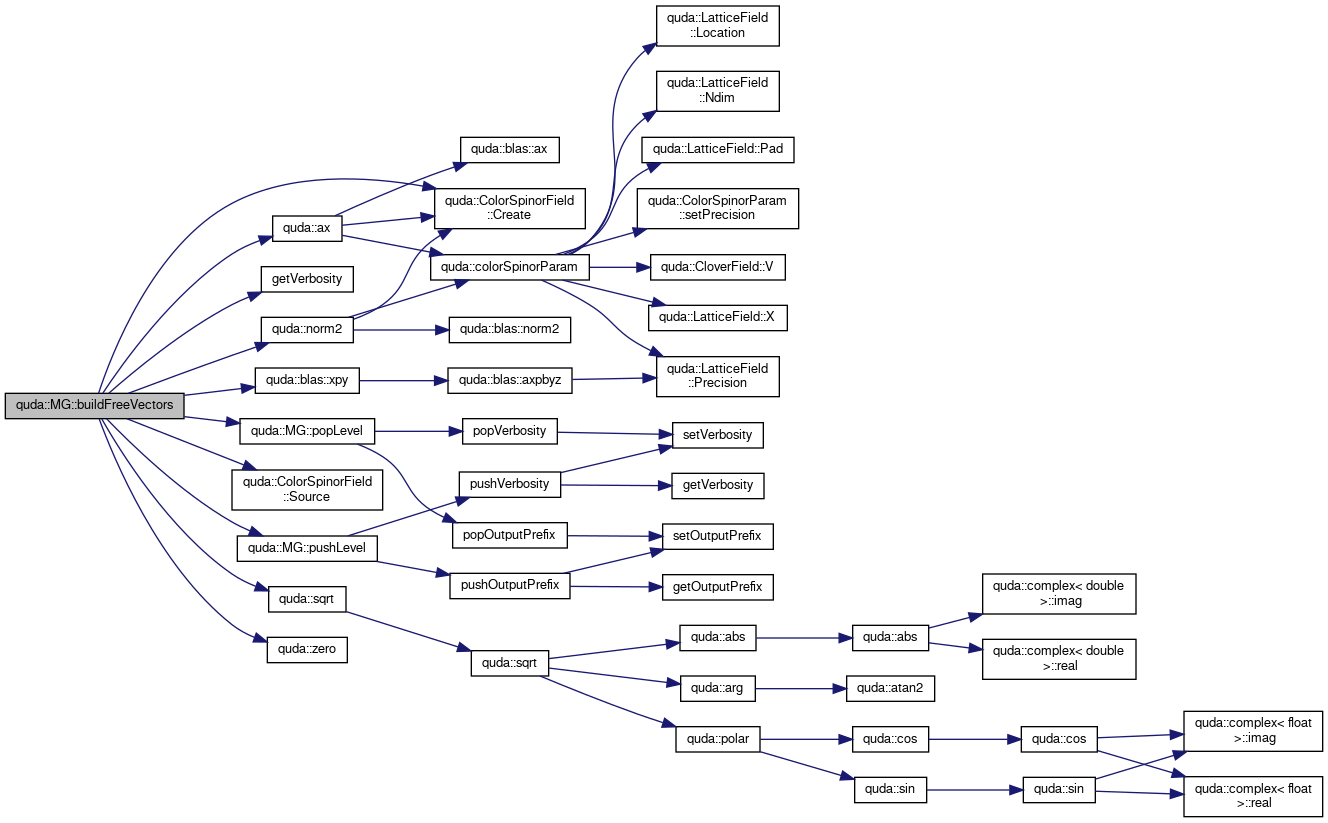 quda::LatticeField
::Location
quda::LatticeField
::Ndim
quda::blas::ax
quda::LatticeField::Pad
quda::ColorSpinorField
::Create
quda::ColorSpinorParam
::setPrecision
quda::ax
quda::colorSpinorParam
quda::CloverField::V
getVerbosity
quda::LatticeField::X
quda::norm2
quda::blas::norm2
quda::LatticeField
::Precision
quda::blas::xpy
quda::blas::axpbyz
quda::MG::buildFreeVectors
quda::MG::popLevel
popVerbosity
setVerbosity
quda::ColorSpinorField
::Source
pushVerbosity
getVerbosity
popOutputPrefix
setOutputPrefix
quda::MG::pushLevel
pushOutputPrefix
getOutputPrefix
quda::complex< double
>::imag
quda::sqrt
quda::abs
quda::abs
quda::zero
quda::sqrt
quda::complex< double
>::real
quda::arg
quda::atan2
quda::polar
quda::cos
quda::cos
quda::complex< float
>::imag
quda::sin
quda::sin
quda::complex< float
>::real